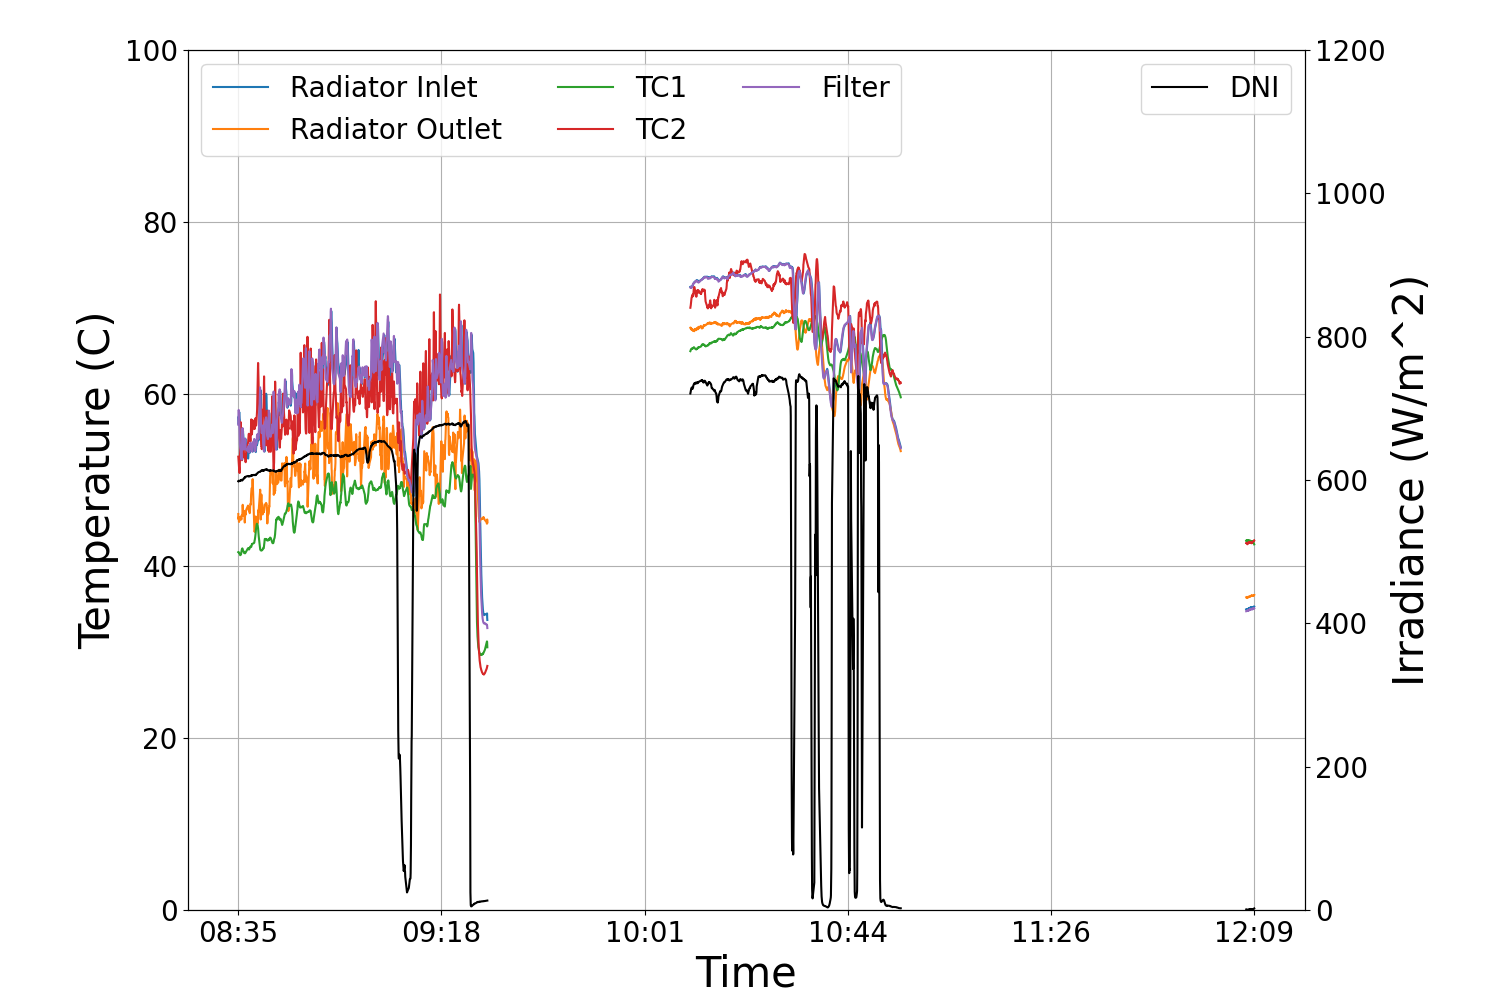 Radiator Inlet
Radiator Outlet
TC1
TC2
Filter
DNI
Temperature (C)
100
80
60
40
20
0
Irradiance (W/m^2)
1200
1000
800
600
400
200
0
08:35
09:18
10:01
10:44
11:26
12:09
Time